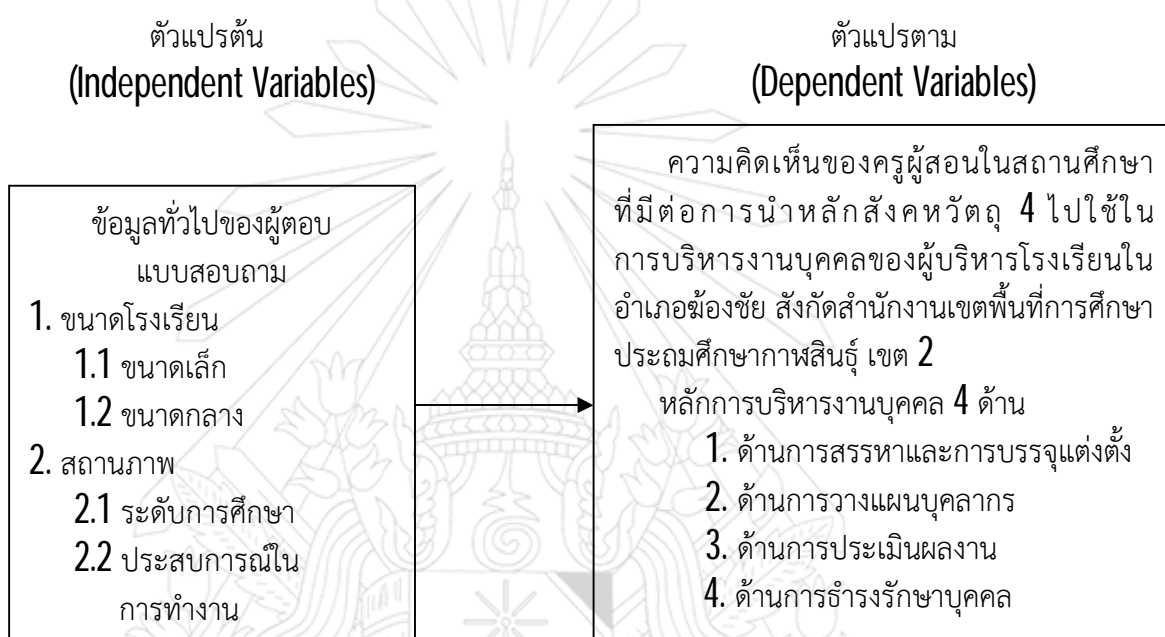 ตัวแปรต้น
(Independent Variables)
ข้อมูลทั่วไปของผู้ตอบ
แบบสอบถาม
1. ขนาดโรงเรียน
1.1 ขนาดเล็ก
1.2 ขนาดกลาง
2. สถานภาพ
2.1 ระดับการศึกษา
2.2 ประสบการณ์ใน
การทำงาน
ตัวแปรตาม
(Dependent Variables)
ความคิดเห็นของครูผู้สอนในสถานศึกษา
ที่มีต่อการนำหลักสังคหวัตถุ 4 ไปใช้ใน
การบริหารงานบุคคลของผู้บริหารโรงเรียนใน
อำเภอฆ้องชัย สังกัดสำนักงานเขตพื้นที่การศึกษา
ประถมศึกษากาฬสินธุ์ เขต 2
หลักการบริหารงานบุคคล 4 ด้าน
1. ด้านการสรรหาและการบรรจุแต่งตั้ง
2. ด้านการวางแผนบุคลากร
3. ด้านการประเมินผลงาน
4. ด้านการธำรงรักษาบุคคล